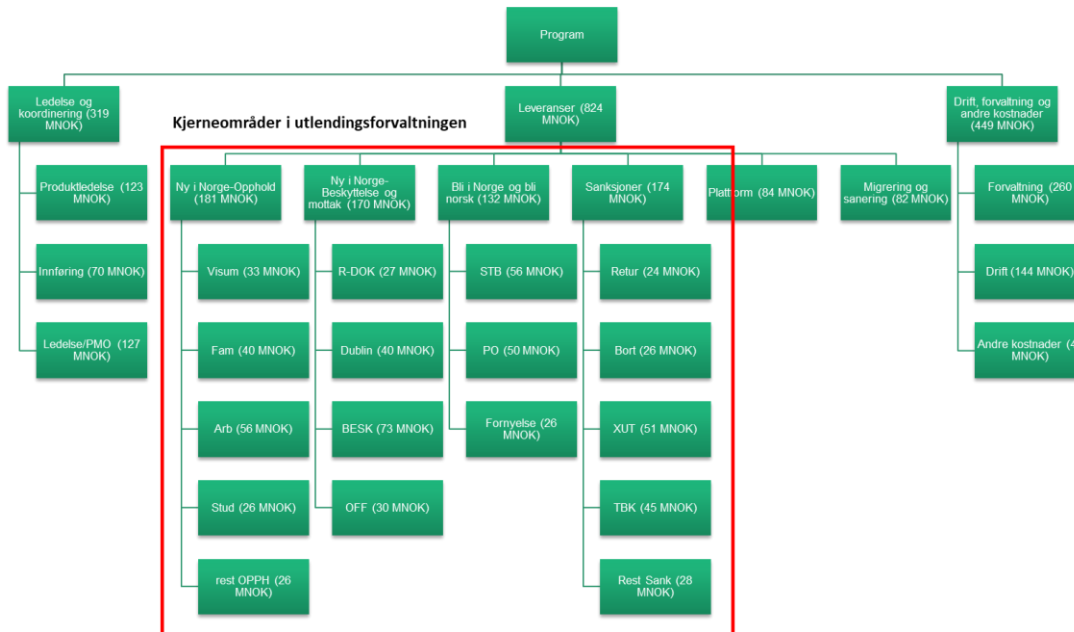 Program
Ledelse og
koordinering (319
MNOK)
Leveranser (824
MNOK)
Drift, forvaltning og
andre kostnader
(449 MNOK)
Kjerneområder i utlendingsforvaltningen
Produktledelse (123
MNOK)
Innføring (70 MNOK)
Ledelse/PMO (127
MNOK)
Ny i Norge-Opphold
(181 MNOK)
Visum (33 MNOK)
Fam (40 MNOK)
Arb (56 MNOK)
Stud (26 MNOK)
rest OPPH (26
MNOK)
Ny i Norge-
Beskyttelse og
mottak (170 MNOK)
R-DOK (27 MNOK)
Dublin (40 MNOK)
BESK (73 MNOK)
OFF (30 MNOK)
Bli i Norge og bli
norsk (132 MNOK)
STB (56 MNOK)
PO (50 MNOK)
Fornyelse (26
MNOK)
Sanksjoner (174
MNOK)
Retur (24 MNOK)
Bort (26 MNOK)
XUT (51 MNOK)
TBK (45 MNOK)
Rest Sank (28
MNOK)
Plattform (84 MNOK)
Migrering og
sanering (82 MNOK)
Forvaltning (260
MNOK)
Drift (144 MNOK)
Andre kostnader (4
MNOK)